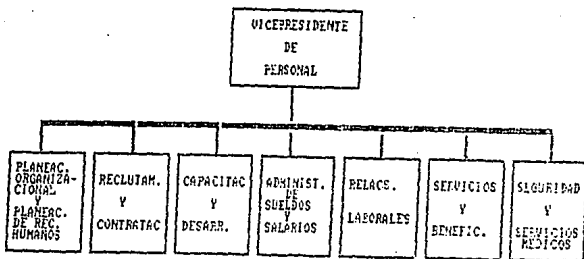 VICEPRESIDENTE
DE
PERSONAL
PLANEAC.
ORGANIZA-
CIONAL
Y
PLANEAC.
DE REC.
HUMANOS
RECLUTAM.
Y
CONTRATAC
CAPACITAC
Y
DESARR.
ADMINIST.
DE
SUELDOS
Y
SALARIOS
RELACS.
LABORALES
SERVICIOS
Y
BENEFIC.
SEGURIDAD
Y
SERVICIOS
MEDICOS